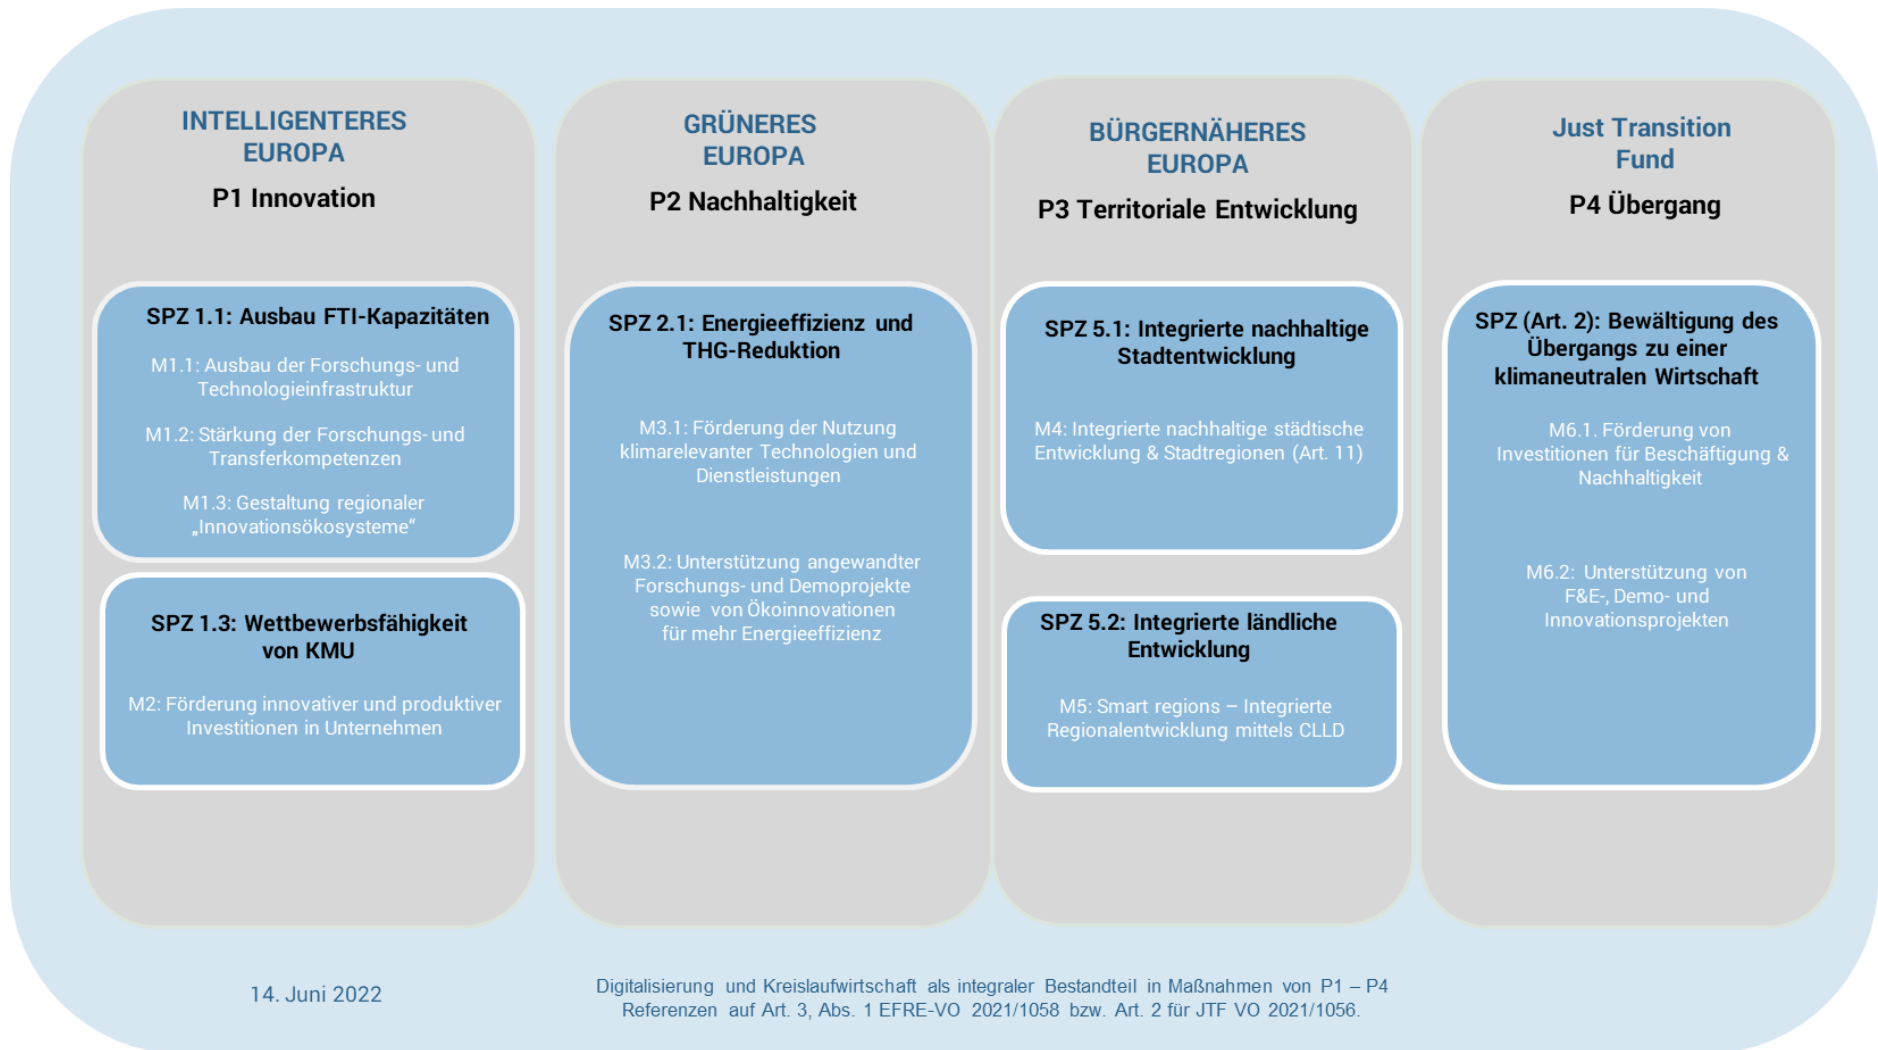 INTELLIGENTERES
EUROPA
P1 Innovation
SPZ 1.1: Ausbau FTI-Kapazitäten
M1.1: Ausbau der Forschungs- und
Technologieinfrastruktur
M1.2: Stärkung der Forschungs- und
Transferkompetenzen
M1.3: Gestaltung regionaler
„Innovationsökosysteme“
SPZ 1.3: Wettbewerbsfähigkeit
von KMU
M2: Förderung innovativer und produktiver
Investitionen in Unternehmen
GRÜNERES
EUROPA
P2 Nachhaltigkeit
SPZ 2.1: Energieeffizienz und
THG-Reduktion
M3.1: Förderung der Nutzung
klimarelevanter Technologien und
Dienstleistungen
M3.2: Unterstützung angewandter
Forschungs- und Demoprojekte
sowie von Ökoinnovationen
für mehr Energieeffizienz
BÜRGERNÄHERES
EUROPA
P3 Territoriale Entwicklung
SPZ 5.1: Integrierte nachhaltige
Stadtentwicklung
M4: Integrierte nachhaltige städtische
Entwicklung & Stadtregionen (Art. 11)
SPZ 5.2: Integrierte ländliche
Entwicklung
M5: Smart regions – Integrierte
Regionalentwicklung mittels CLLD
Just Transition
Fund
P4 Übergang
SPZ (Art. 2): Bewältigung des
Übergangs zu einer
klimaneutralen Wirtschaft
M6.1. Förderung von
Investitionen für Beschäftigung &
Nachhaltigkeit
M6.2: Unterstützung von
F&E-, Demo- und
Innovationsprojekten
14. Juni 2022
Digitalisierung und Kreislaufwirtschaft als integraler Bestandteil in Maßnahmen von P1 – P4
Referenzen auf Art. 3, Abs. 1 EFRE-VO 2021/1058 bzw. Art. 2 für JTF VO 2021/1056.